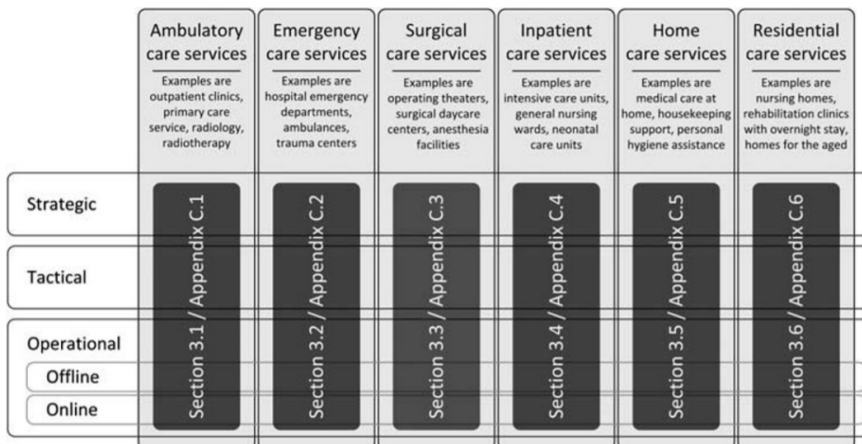 Ambulatory
care services
Examples are
outpatient clinics,
primary care
service, radiology,
radiotherapy
Emergency
care services
Examples are
hospital emergency
departments,
ambulances,
trauma centers
Surgical
care services
Examples are
operating theaters,
surgical daycare
centers, anesthesia
facilities
Inpatient
care services
Examples are
intensive care units,
general nursing
wards, neonatal
care units
Home
care services
Examples are
medical care at
home, housekeeping
support, personal
hygiene assistance
Residential
care services
Examples are
nursing homes,
rehabilitation clinics
with overnight stay,
homes for the aged
Strategic
Tactical
Operational
Offline
Online
Section 3.1 / Appendix C.1
Section 3.2 / Appendix C.2
Section 3.3 / Appendix C.3
Section 3.4 / Appendix C.4
Section 3.5 / Appendix C.5
Section 3.6 / Appendix C.6